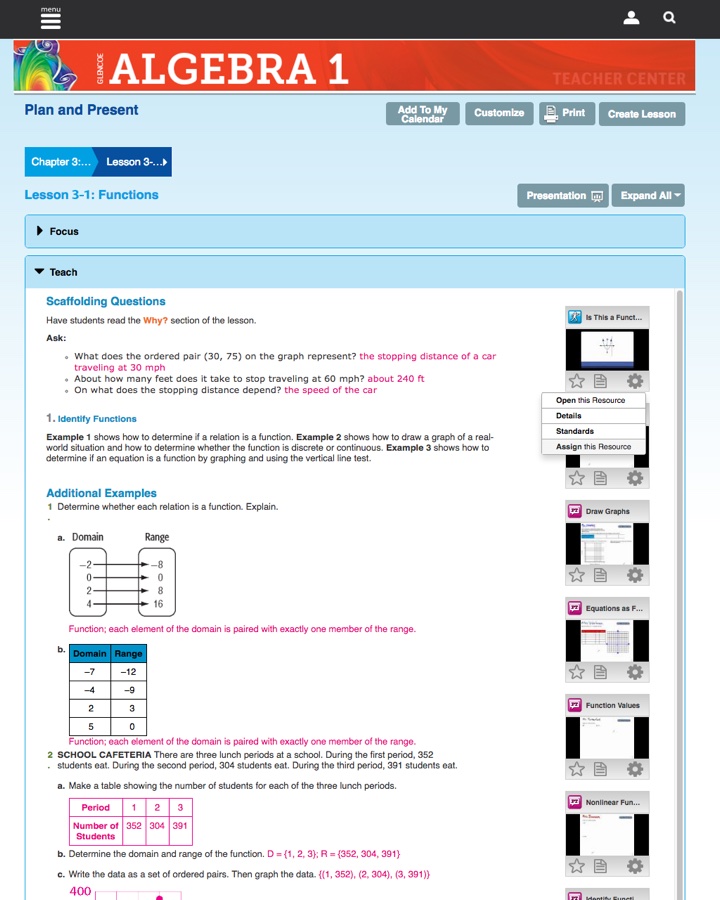 menu
GLENCOE
ALGEBRA 1
TEACHER CENTER
Plan and Present
Add To My
Calendar
Customize
Print
Create Lesson
Chapter 3:...
Lesson 3-...
Lesson 3-1: Functions
Presentation
Expand All
Focus
Teach
Scaffolding Questions
Have students read the Why? section of the lesson.
Ask:
What does the ordered pair (30, 75) on the graph represent? the stopping distance of a car
traveling at 30 mph
About how many feet does it take to stop traveling at 60 mph? about 240 ft
On what does the stopping distance depend? the speed of the car
1. Identify Functions
Example 1 shows how to determine if a relation is a function. Example 2 shows how to draw a graph of a real-
world situation and how to determine whether the function is discrete or continuous. Example 3 shows how to
determine if an equation is a function by graphing and using the vertical line test.
Additional Examples
1 Determine whether each relation is a function. Explain.
.
a. Domain Range
–2 –8
0 0
2 8
4 16
Function; each element of the domain is paired with exactly one member of the range.
b. Domain Range
–7 –12
–4 –9
2 3
5 0
Function; each element of the domain is paired with exactly one member of the range.
2 SCHOOL CAFETERIA There are three lunch periods at a school. During the first period, 352
. students eat. During the second period, 304 students eat. During the third period, 391 students eat.
a. Make a table showing the number of students for each of the three lunch periods.
Period 1 2 3
Number of 352 304 391
Students
b. Determine the domain and range of the function. D = {1, 2, 3}; R = {352, 304, 391}
c. Write the data as a set of ordered pairs. Then graph the data. {(1, 352), (2, 304), (3, 391)}
400
Is This a Funct...
Open this Resource
Details
Standards
Assign this Resource
Draw Graphs
Equations as F...
Function Values
Nonlinear Fun...
Identify Functi...